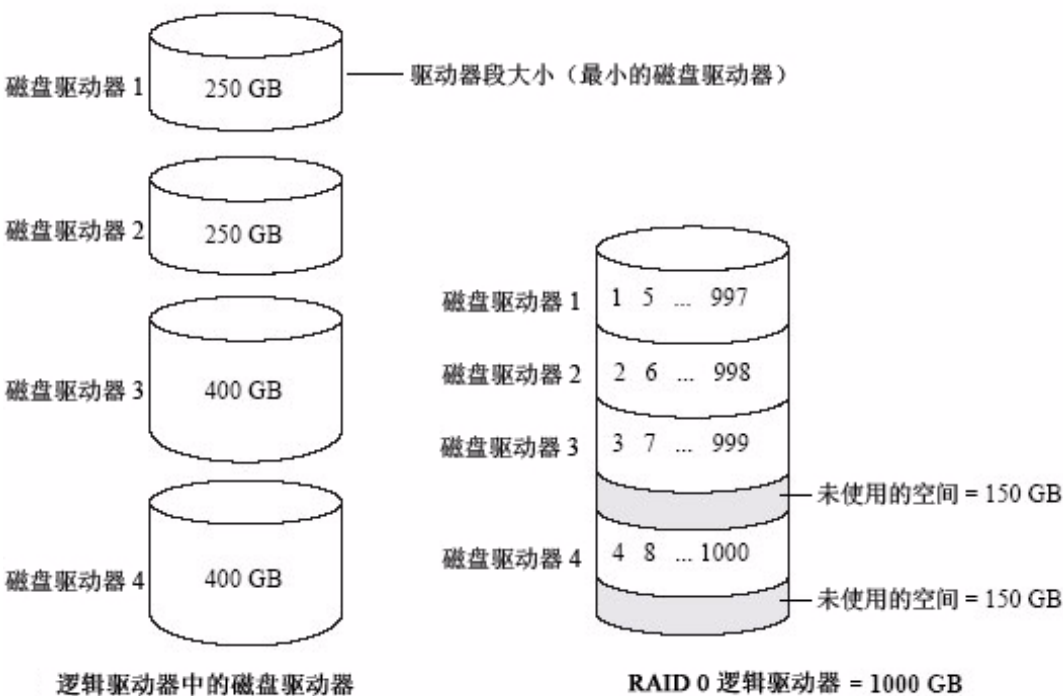 磁盘驱动器 1
250 GB
驱动器段大小（最小的磁盘驱动器）
磁盘驱动器 2
250 GB
磁盘驱动器 3
400 GB
磁盘驱动器 4
400 GB
逻辑驱动器中的磁盘驱动器
磁盘驱动器 1
1 5 ... 997
磁盘驱动器 2
2 6 ... 998
磁盘驱动器 3
3 7 ... 999
未使用的空间 = 150 GB
磁盘驱动器 4
4 8 ... 1000
未使用的空间 = 150 GB
RAID 0 逻辑驱动器 = 1000 GB